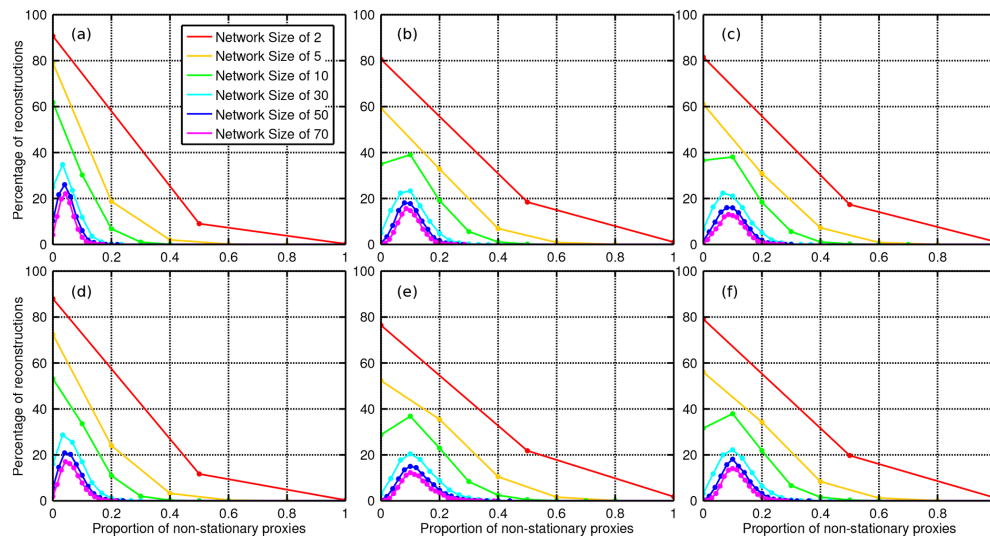 100
80
60
40
20
0
Percentage of reconstructions
(a)
Network Size of 2
Network Size of 5
Network Size of 10
Network Size of 30
Network Size of 50
Network Size of 70
0 0.2 0.4 0.6 0.8 1
100
80
60
40
20
0
(b)
0 0.2 0.4 0.6 0.8 1
100
80
60
40
20
0
(c)
0 0.2 0.4 0.6 0.8
100
80
60
40
20
0
Percentage of reconstructions
(d)
0 0.2 0.4 0.6 0.8 1
Proportion of non-stationary proxies
100
80
60
40
20
0
(e)
0 0.2 0.4 0.6 0.8 1
Proportion of non-stationary proxies
100
80
60
40
20
0
(f)
0 0.2 0.4 0.6 0.8
Proportion of non-stationary proxies